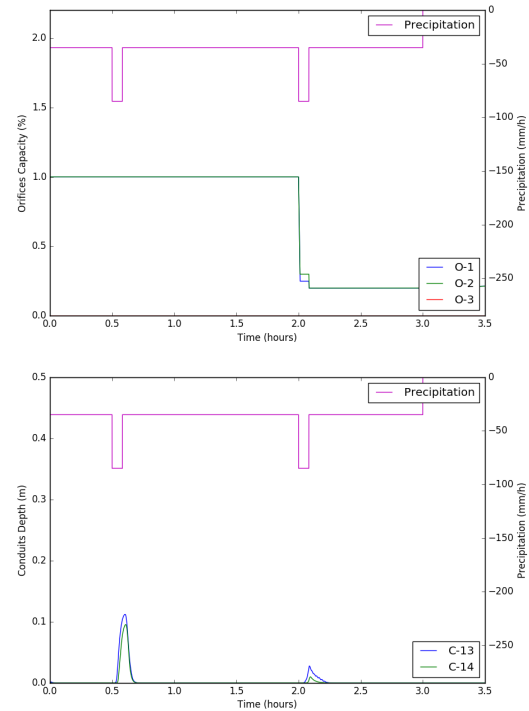 Precipitation
2.0
1.5
1.0
0.5
0.0
Orifices Capacity (%)
0
−50
−100
−150
−200
−250
Precipitation (mm/h)
O-1
O-2
O-3
0.0 0.5 1.0 1.5 2.0 2.5 3.0 3.5
Time (hours)
Precipitation
0.5
0.4
0.3
0.2
0.1
0.0
Conduits Depth (m)
0
−50
−100
−150
−200
−250
Precipitation (mm/h)
C-13
C-14
0.0 0.5 1.0 1.5 2.0 2.5 3.0 3.5
Time (hours)